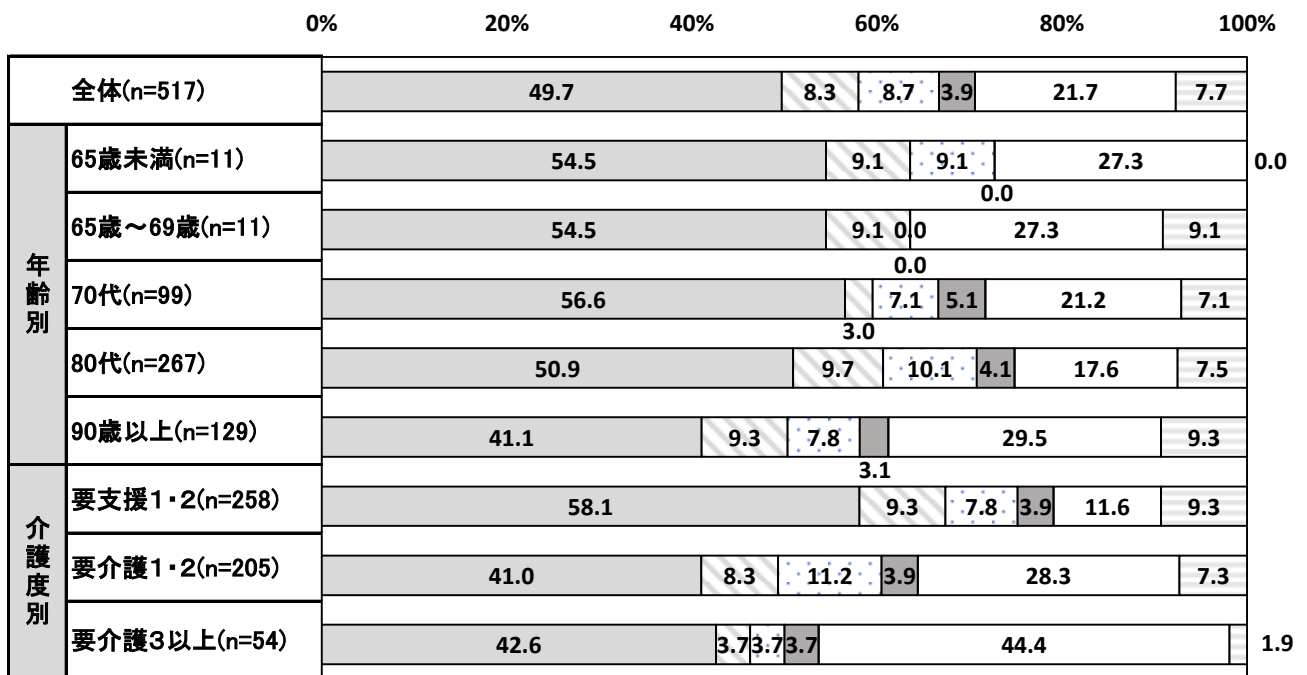 0% 20% 40% 60% 80% 100%
全体(n=517) 49.7 8.3 8.7 3.9 21.7 7.7
年齢別
65歳未満(n=11) 54.5 9.1 9.1 27.3 0.0
0.0
65歳～69歳(n=11) 54.5 9.1 0.0 27.3 9.1
0.0
70代(n=99) 56.6 7.1 5.1 21.2 7.1
3.0
80代(n=267) 50.9 9.7 10.1 4.1 17.6 7.5
90歳以上(n=129) 41.1 9.3 7.8 29.5 9.3
3.1
介護度別
要支援1・2(n=258) 58.1 9.3 7.8 3.9 11.6 9.3
要介護1・2(n=205) 41.0 8.3 11.2 3.9 28.3 7.3
要介護3以上(n=54) 42.6 3.7 3.7 3.7 44.4 1.9